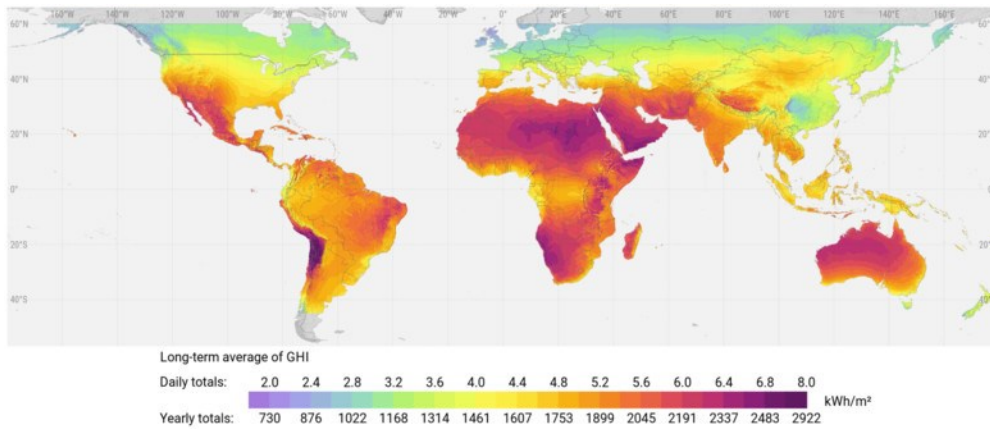 160°W 140°W 120°W 100°W 80°W 60°W 40°W 20°W 0° 20°E 40°E 60°E 80°E 100°E 120°E 140°E 160°E
60°N 60°N
40°N 40°N
20°N 20°N
0° 0°
20°S 20°S
40°S 40°S
Long-term average of GHI
Daily totals: 2.0 2.4 2.8 3.2 3.6 4.0 4.4 4.8 5.2 5.6 6.0 6.4 6.8 8.0
kWh/m²
Yearly totals: 730 876 1022 1168 1314 1461 1607 1753 1899 2045 2191 2337 2483 2922